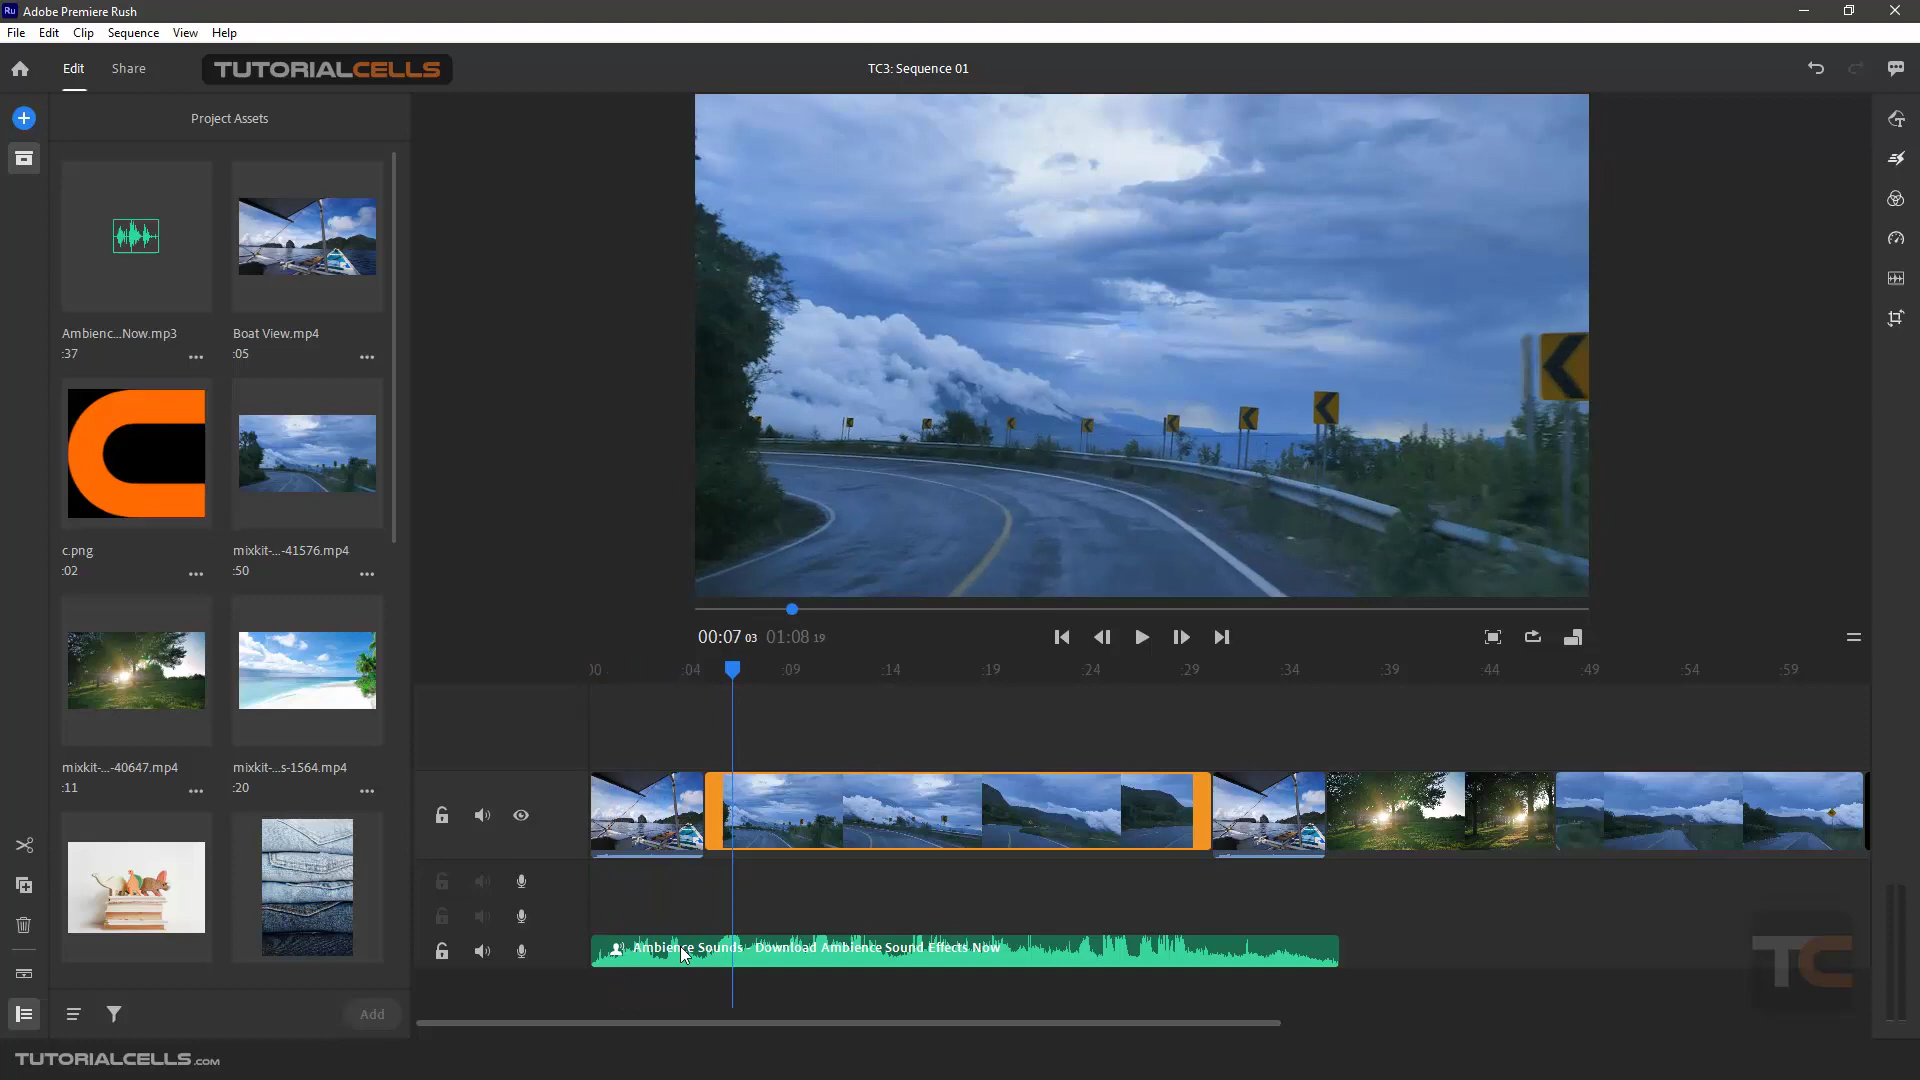 Ru Adobe Premiere Rush
File Edit Clip Sequence View Help
Edit Share TUTORIALCELLS TC3: Sequence 01
Project Assets
Ambienc...Now.mp3
:37
Boat View.mp4
:05
c.png
:02
mixkit-...-41576.mp4
:50
mixkit-...-40647.mp4
:11
mixkit-...s-1564.mp4
:20
Add
00:07 03 01:08 19
:00 :04 :09 :14 :19 :24 :29 :34 :39 :44 :49 :54 :59
Ambience Sounds - Download Ambience Sound Effects Now
TC
TUTORIALCELLS.COM